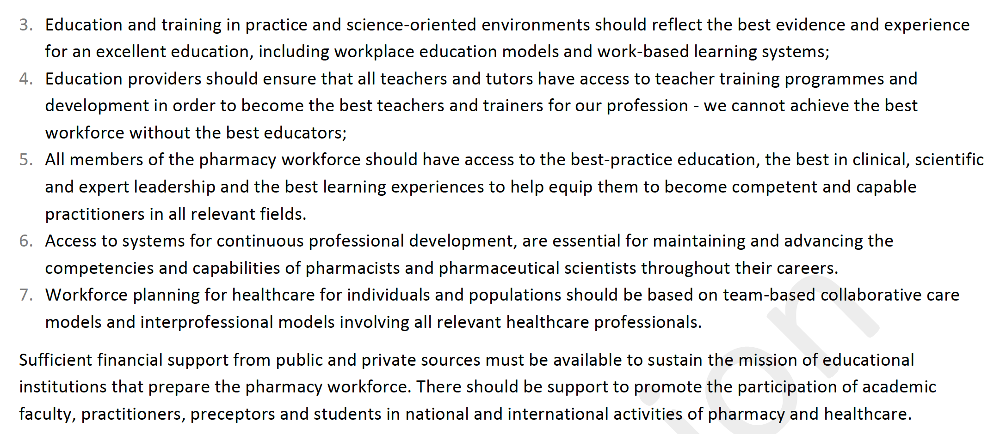 3. Education and training in practice and science-oriented environments should reflect the best evidence and experience
for an excellent education, including workplace education models and work-based learning systems;
4. Education providers should ensure that all teachers and tutors have access to teacher training programmes and
development in order to become the best teachers and trainers for our profession - we cannot achieve the best
workforce without the best educators;
5. All members of the pharmacy workforce should have access to the best-practice education, the best in clinical, scientific
and expert leadership and the best learning experiences to help equip them to become competent and capable
practitioners in all relevant fields.
6. Access to systems for continuous professional development, are essential for maintaining and advancing the
competencies and capabilities of pharmacists and pharmaceutical scientists throughout their careers.
7. Workforce planning for healthcare for individuals and populations should be based on team-based collaborative care
models and interprofessional models involving all relevant healthcare professionals.
Sufficient financial support from public and private sources must be available to sustain the mission of educational
institutions that prepare the pharmacy workforce. There should be support to promote the participation of academic
faculty, practitioners, preceptors and students in national and international activities of pharmacy and healthcare.
ion